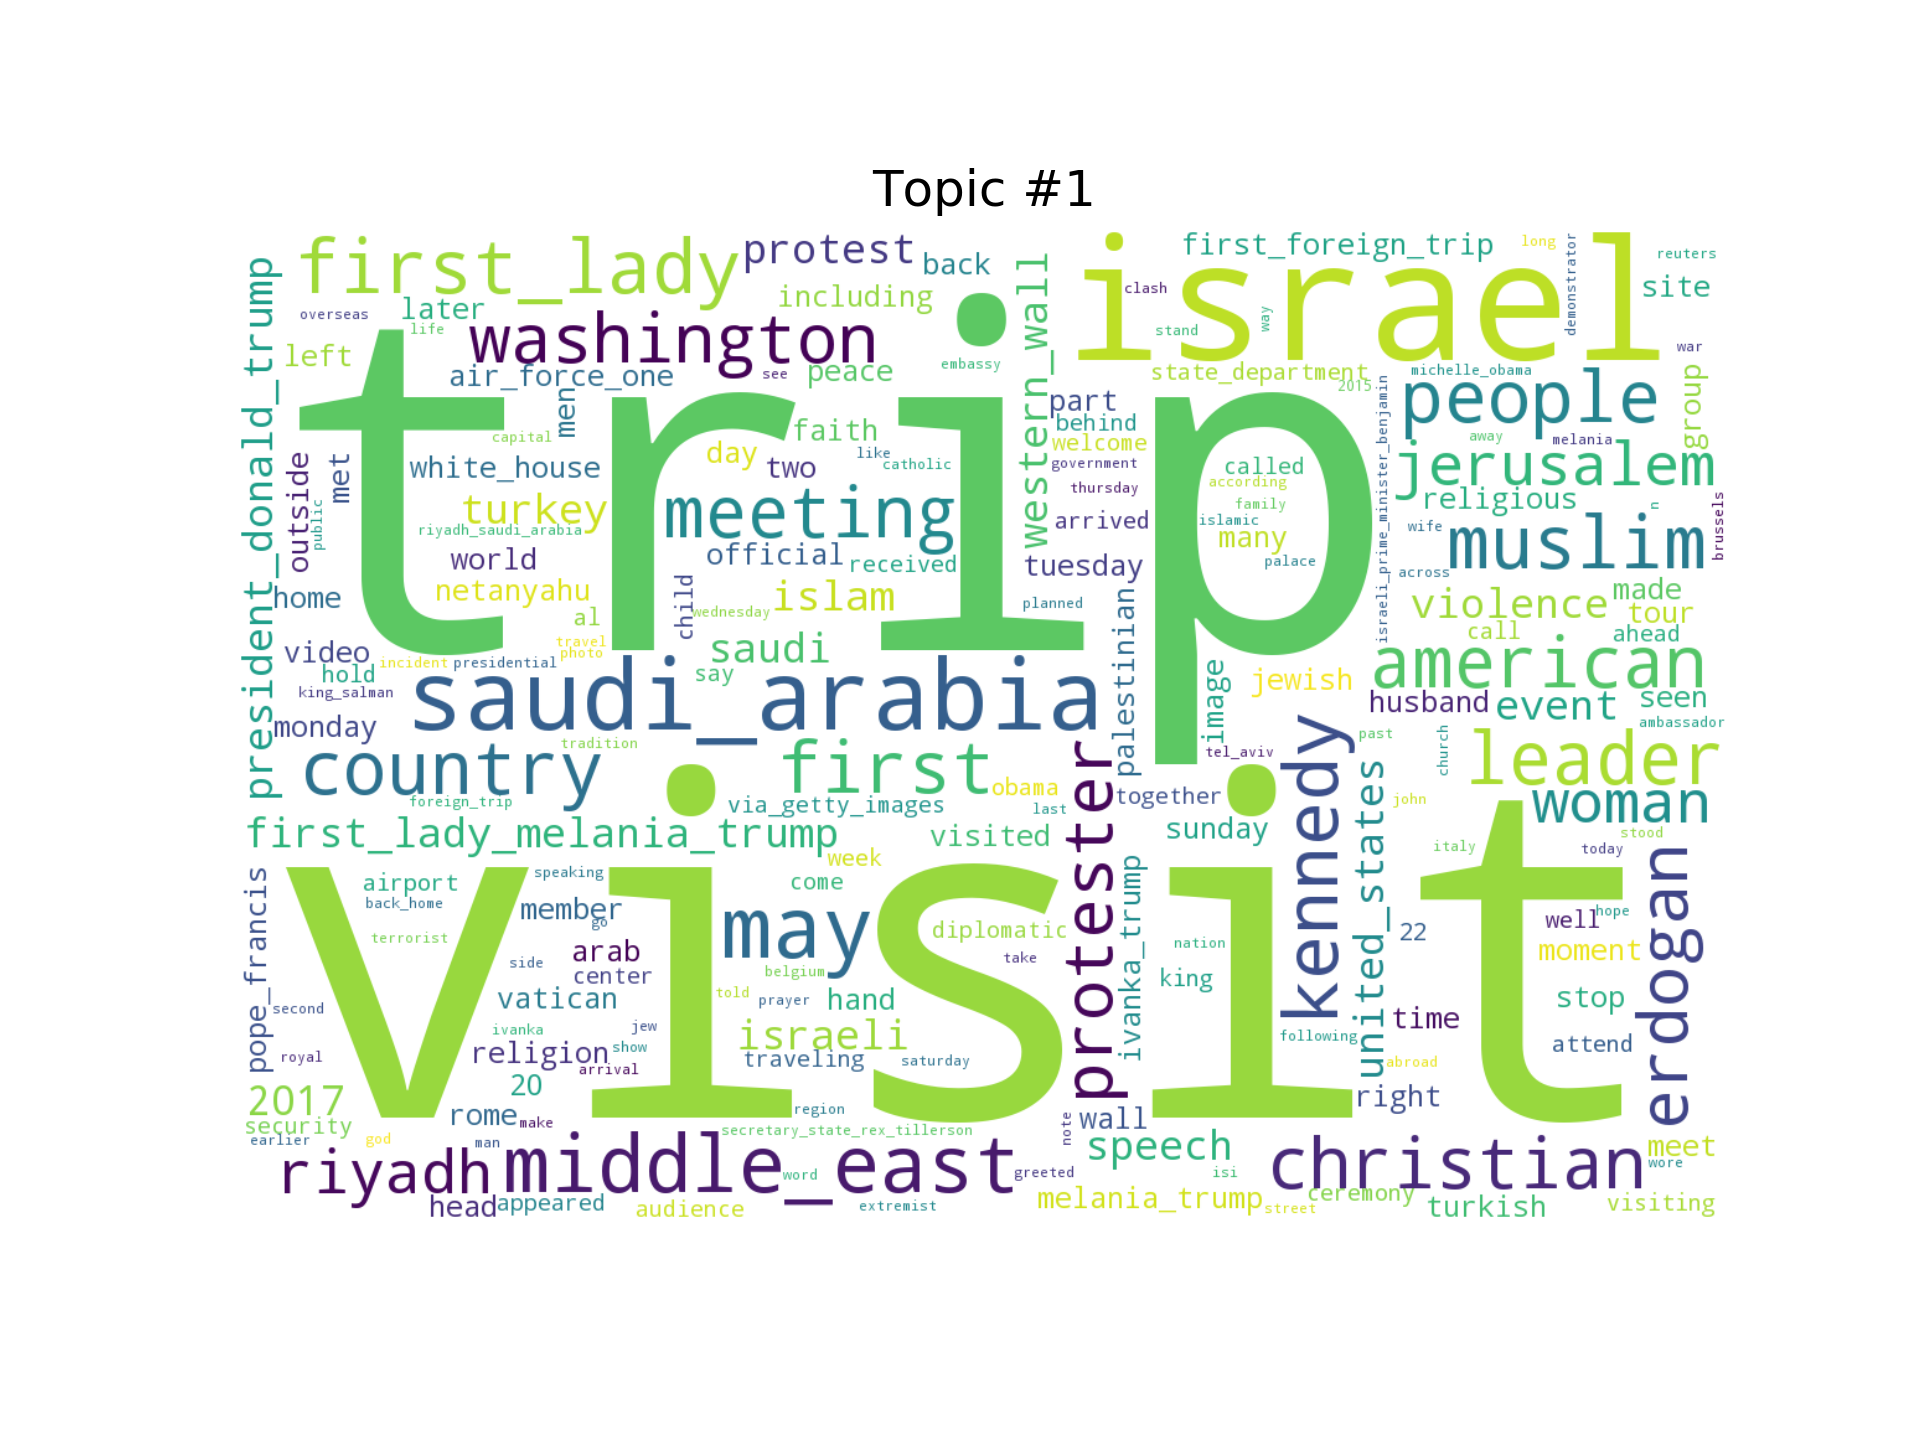 Topic #1
first_lady
protest
back
first_foreign_trip
long
demonstrator
reuters
israel
site
including
later
overseas
life
washington
clash
stand
way
war
left
air_force_one
see
peace
embassy
western_wall
state_department
2015
michelle_obama
people
group
president_donald_trump
trip
men
capital
faith
part
behind
welcome
away
melania
israeli_prime_minister_benjamin
outside
met
white_house
day
two
like
catholic
government
called
according
jerusalem
public
turkey
meeting
thursday
family
religious
n
brussels
riyadh_saudi_arabia
arrived
islamic
many
wife
muslim
world
official
received
tuesday
palace
across
home
netanyahu
child
islam
planned
violence
made
al
wednesday
palestinian
tour
call
ahead
video
travel
photo
saudi
incident
presidential
hold
say
image
jewish
american
king_salman
saudi_arabia
husband
event
seen
monday
ambassador
tradition
tel_aviv
past
church
country
first
protester
kennedy
leader
foreign_trip
via_getty_images
obama
last
together
john
woman
first_lady_melania_trump
visited
sunday
united_states
stood
visit
week
italy
today
erdogan
pope_francis
airport
speaking
come
ivanka_trump
back_home
member
go
may
22
well
hope
terrorist
diplomatic
arab
nation
moment
side
center
belgium
take
king
second
vatican
told
prayer
hand
stop
ivanka
jew
israeli
following
time
royal
religion
show
traveling
saturday
abroad
attend
arrival
2017
20
right
security
rome
make
region
wall
note
earlier
god
man
secretary_state_rex_tillerson
speech
meet
riyadh
middle_east
word
greeted
isi
christian
wore
head
appeared
audience
extremist
melania_trump
street
ceremony
turkish
visiting